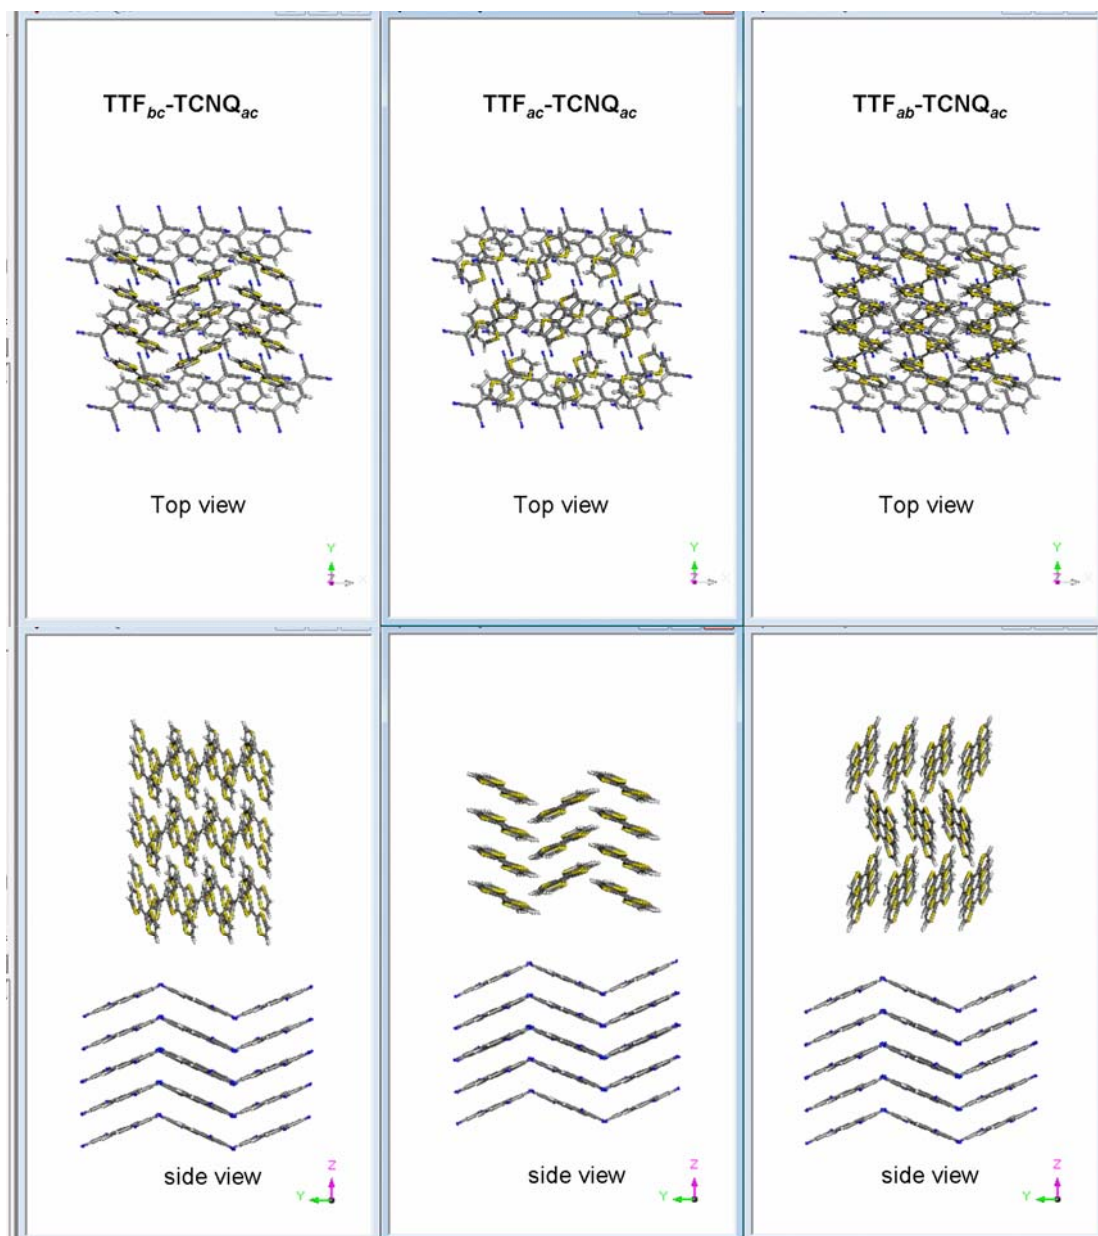 TTFbc-TCNQac
TTFac-TCNQac
TTFab-TCNQac
Top view
Top view
Top view
Y
Z
X
Y
Z
X
Y
Z
X
side view
side view
side view
Z
Y
Z
Y
Z
Y